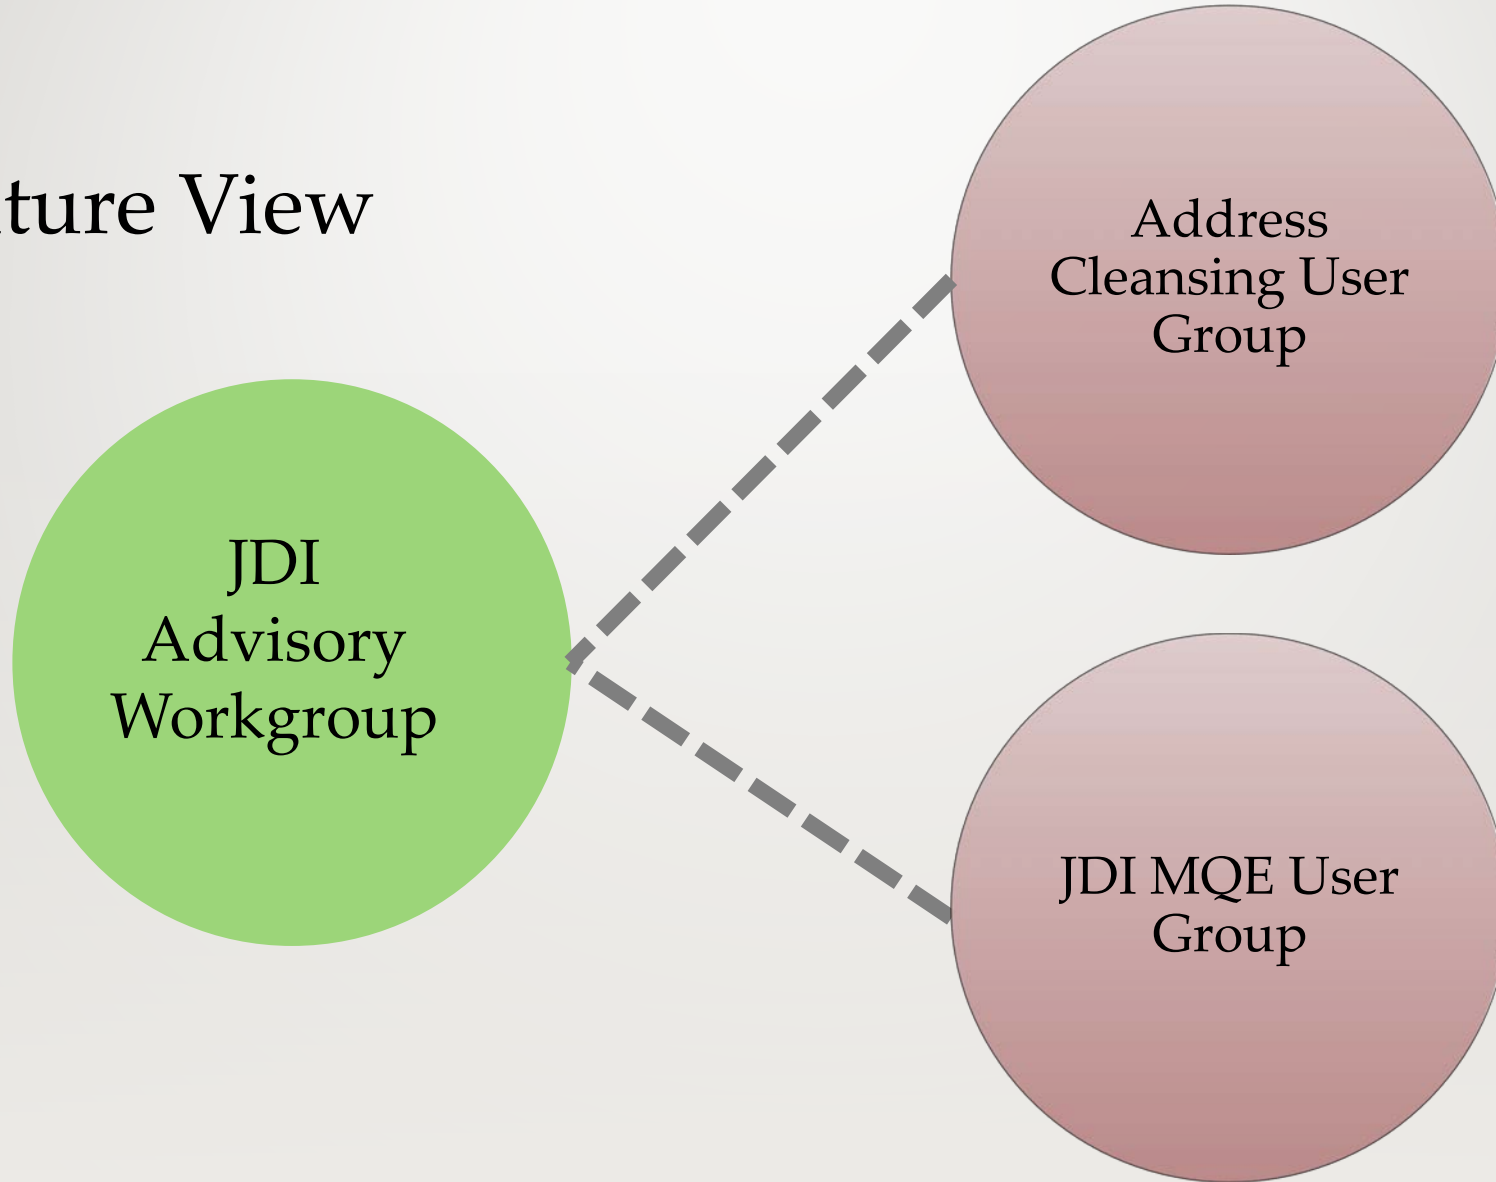 ture View
Address
Cleansing User
Group
JDI
Advisory
Workgroup
JDI MQE User
Group